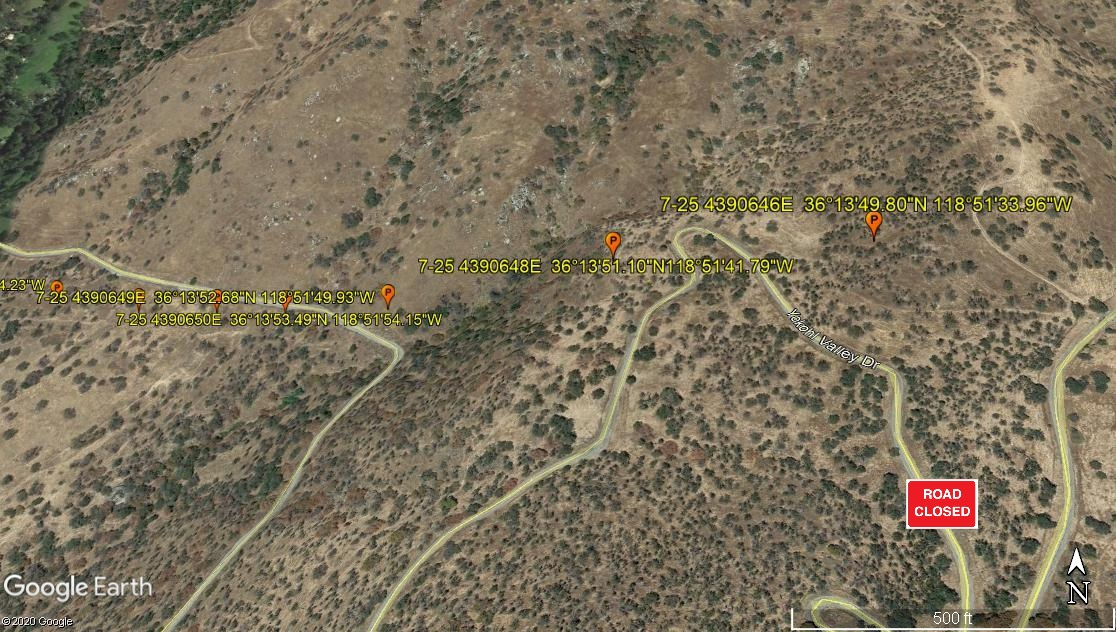 7-25 4390646E 36°13'49.80"N 118°51'33.96"W
P
P
7-25 4390648E 36°13'51.10"N118°51'41.79"W
4.23"W
P
P
7-25 4390649E 36°13'52.68"N 118°51'49.93"W
7-25 4390650E 36°13'53.49"N 118°51'54.15"W
Yokohl Valley Dr
ROAD
CLOSED
Google Earth
©2020 Google
N
500 ft